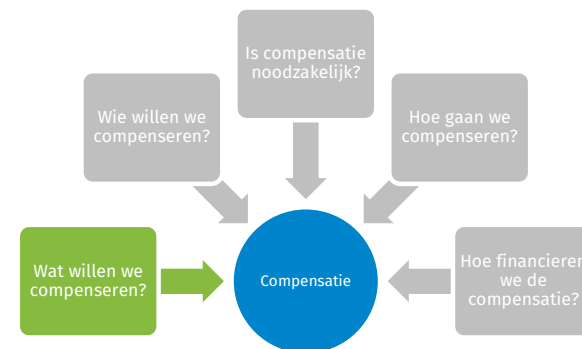 Is compensatie
noodzakelijk?
Wie willen we
compenseren?
Hoe gaan we
compenseren?
Wat willen we
compenseren?
Compensatie
Hoe financieren
we de
compensatie?